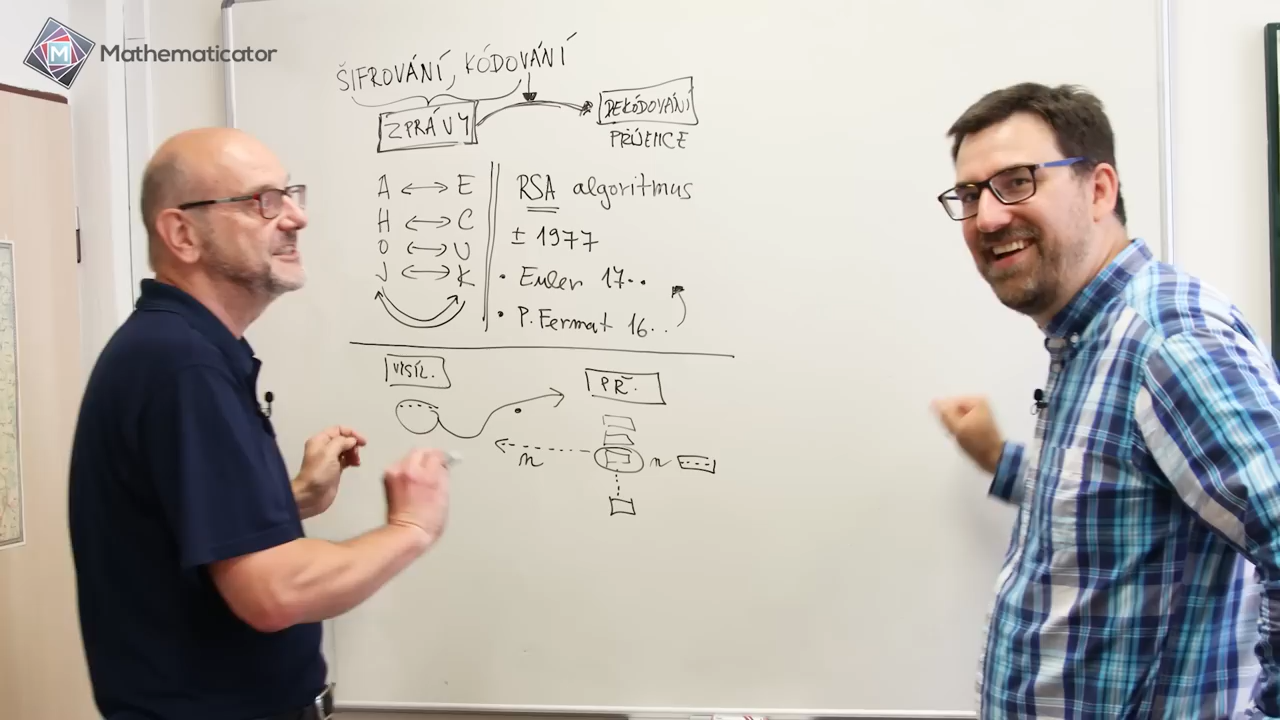 M Mathematicator
ŠIFROVÁNÍ, KÓDOVÁNÍ
ZPRÁVY
DEKÓDOVÁNÍ
PŘÍJEMCE
A ↔ E
H ↔ C
O ↔ U
J ↔ K
RSA algoritmus
± 1977
• Euler 17..
• P. Fermat 16..
VYSÍL.
PŘ.
n
n